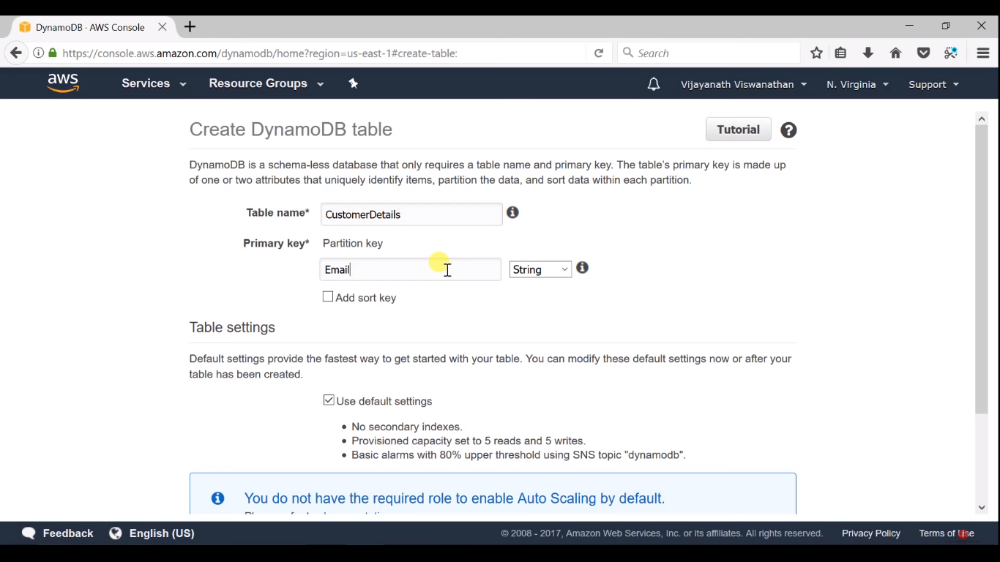 DynamoDB · AWS Console
https://console.aws.amazon.com/dynamodb/home?region=us-east-1#create-table:
Search
aws
Services
Resource Groups
Vijayanath Viswanathan
N. Virginia
Support
Create DynamoDB table
Tutorial
DynamoDB is a schema-less database that only requires a table name and primary key. The table's primary key is made up
of one or two attributes that uniquely identify items, partition the data, and sort data within each partition.
Table name*
CustomerDetails
Primary key*
Partition key
Email
String
Add sort key
Table settings
Default settings provide the fastest way to get started with your table. You can modify these default settings now or after your
table has been created.
Use default settings
• No secondary indexes.
• Provisioned capacity set to 5 reads and 5 writes.
• Basic alarms with 80% upper threshold using SNS topic "dynamodb".
You do not have the required role to enable Auto Scaling by default.
Feedback
English (US)
© 2008 - 2017, Amazon Web Services, Inc. or its affiliates. All rights reserved.
Privacy Policy
Terms of Use